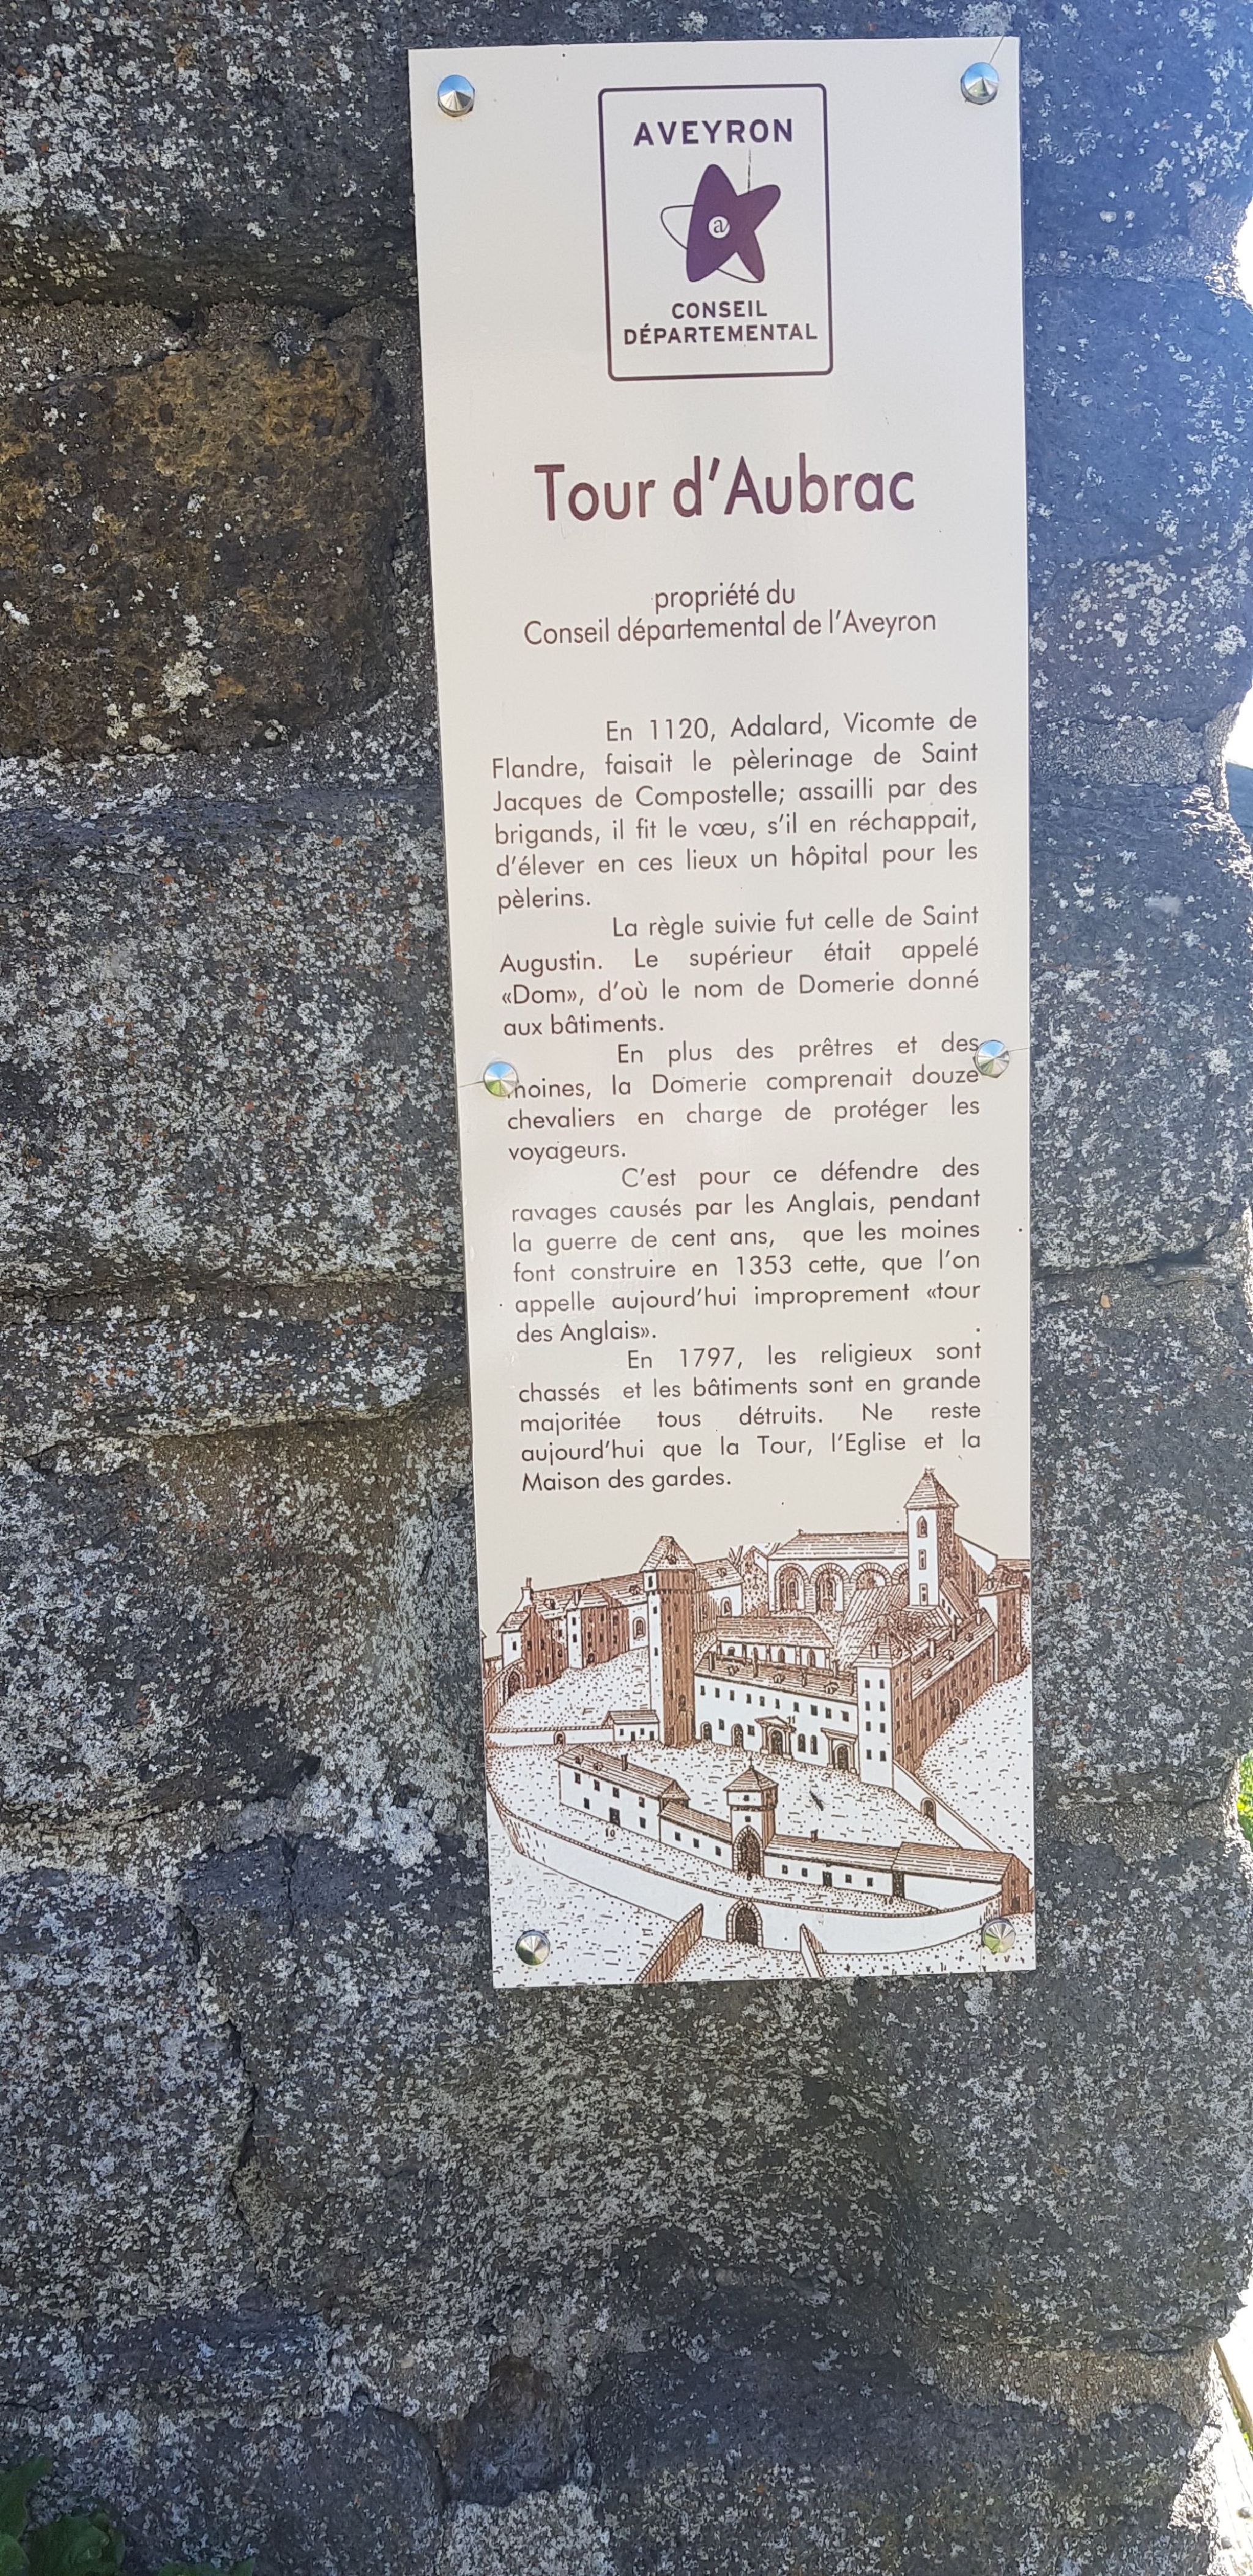 AVEYRON
a
CONSEIL
DÉPARTEMENTAL
Tour d'Aubrac
propriété du
Conseil départemental de l'Aveyron
En 1120, Adalard, Vicomte de
Flandre, faisait le pèlerinage de Saint
Jacques de Compostelle; assailli par des
brigands, il fit le vœu, s'il en réchappait,
d'élever en ces lieux un hôpital pour les
pèlerins.
La règle suivie fut celle de Saint
Augustin. Le supérieur était appelé
«Dom», d'où le nom de Domerie donné
aux bâtiments.
En plus des prêtres et des
moines, la Domerie comprenait douze
chevaliers en charge de protéger les
voyageurs.
C'est pour ce défendre des
ravages causés par les Anglais, pendant
la guerre de cent ans, que les moines
font construire en 1353 cette, que l'on
appelle aujourd'hui improprement «tour
des Anglais».
En 1797, les religieux sont
chassés et les bâtiments sont en grande
majoritée tous détruits. Ne reste
aujourd'hui que la Tour, l'Eglise et la
Maison des gardes.